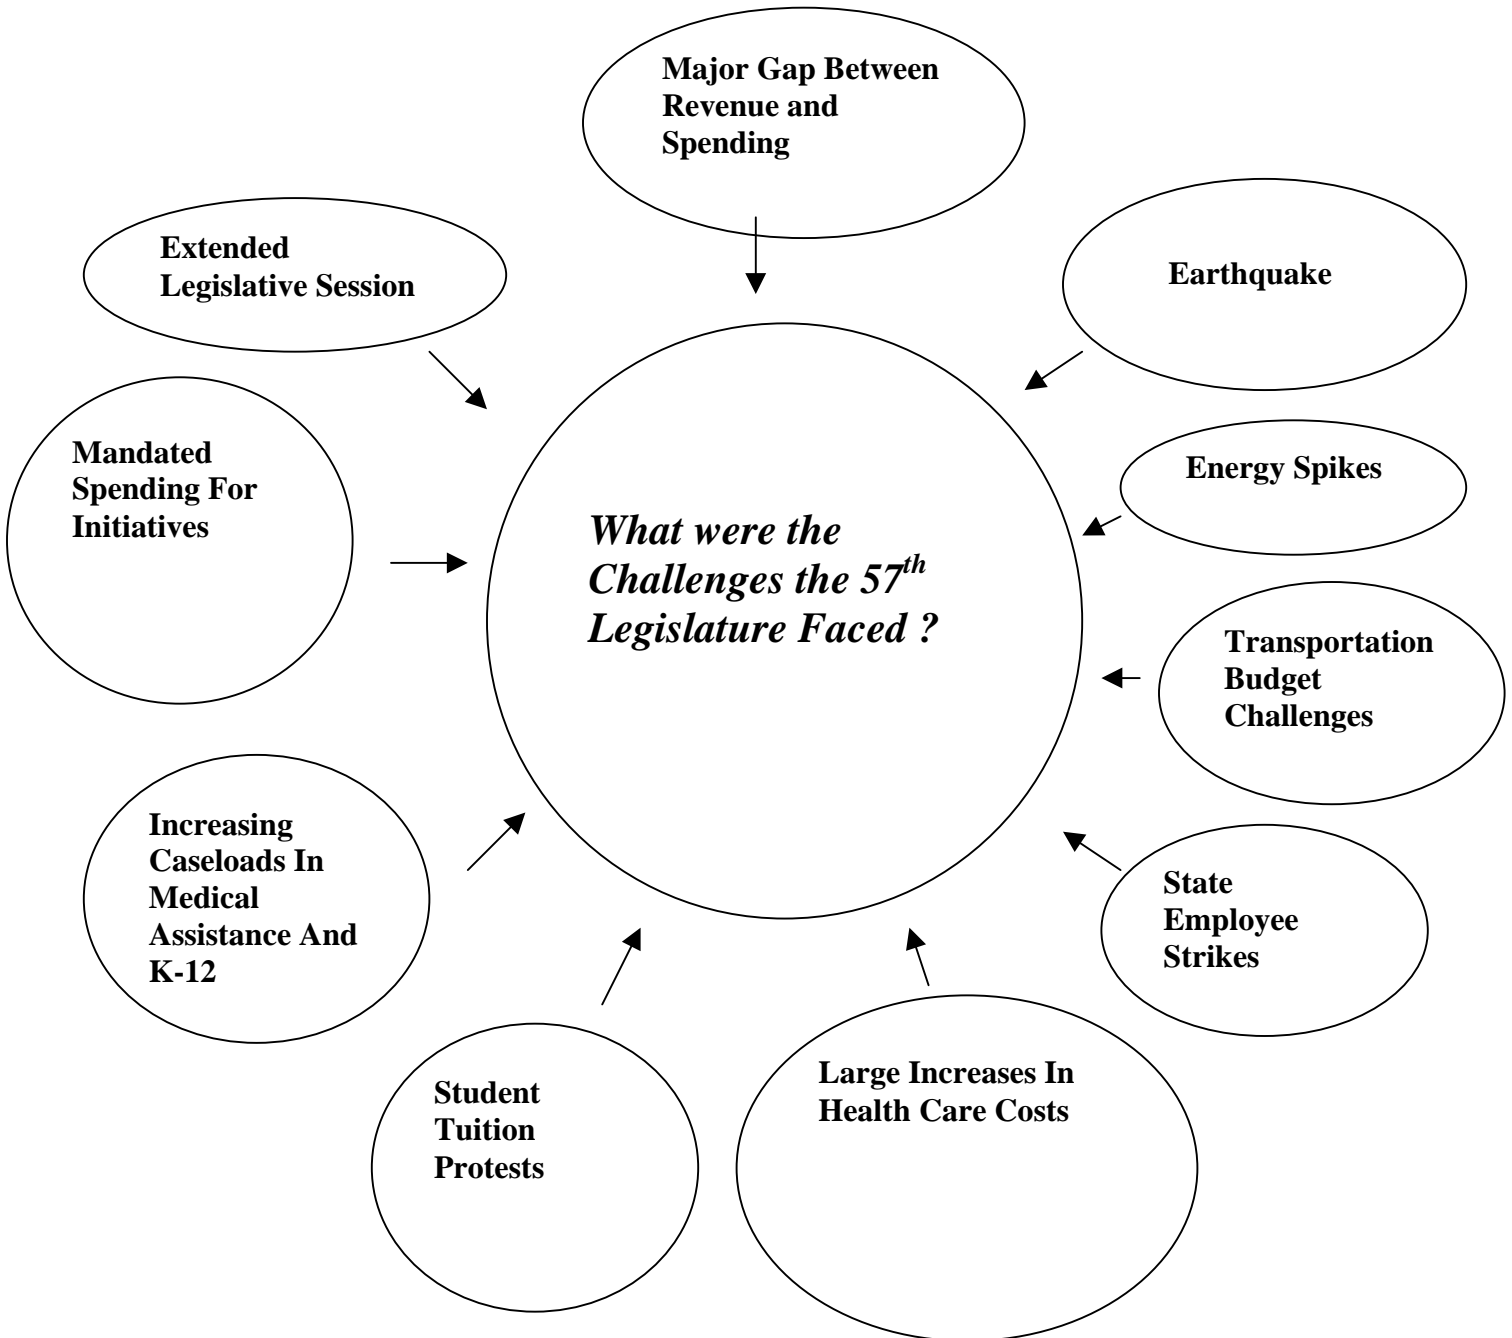 Major Gap Between
Revenue and
Spending
Extended
Legislative Session
Earthquake
Mandated
Spending For
Initiatives
Energy Spikes
What were the
Challenges the 57th
Legislature Faced ?
Transportation
Budget
Challenges
Increasing
Caseloads In
Medical
Assistance And
K-12
State
Employee
Strikes
Student
Tuition
Protests
Large Increases In
Health Care Costs